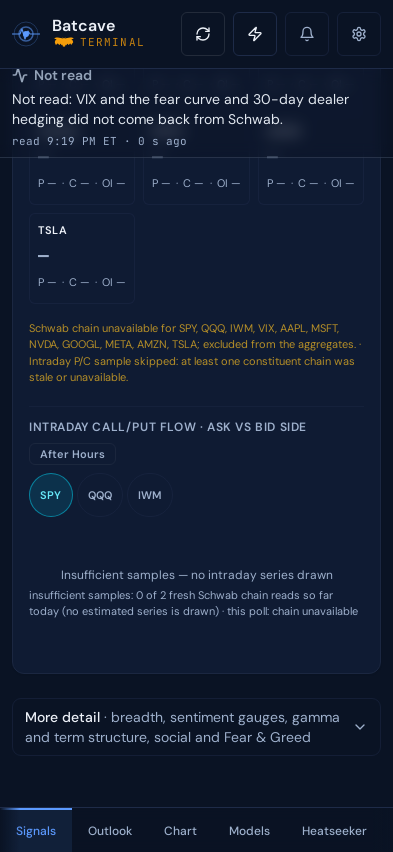 Batcave
TERMINAL
Not read
Not read: VIX and the fear curve and 30-day dealer
hedging did not come back from Schwab.
read 9:19 PM ET · 0 s ago
P — · C — · OI — P — · C — · OI — P — · C — · OI —
TSLA
—
P — · C — · OI —
Schwab chain unavailable for SPY, QQQ, IWM, VIX, AAPL, MSFT,
NVDA, GOOGL, META, AMZN, TSLA; excluded from the aggregates. ·
Intraday P/C sample skipped: at least one constituent chain was
stale or unavailable.
INTRADAY CALL/PUT FLOW · ASK VS BID SIDE
After Hours
SPY QQQ IWM
Insufficient samples — no intraday series drawn
insufficient samples: 0 of 2 fresh Schwab chain reads so far
today (no estimated series is drawn) · this poll: chain unavailable
More detail · breadth, sentiment gauges, gamma
and term structure, social and Fear & Greed
Signals Outlook Chart Models Heatseeker